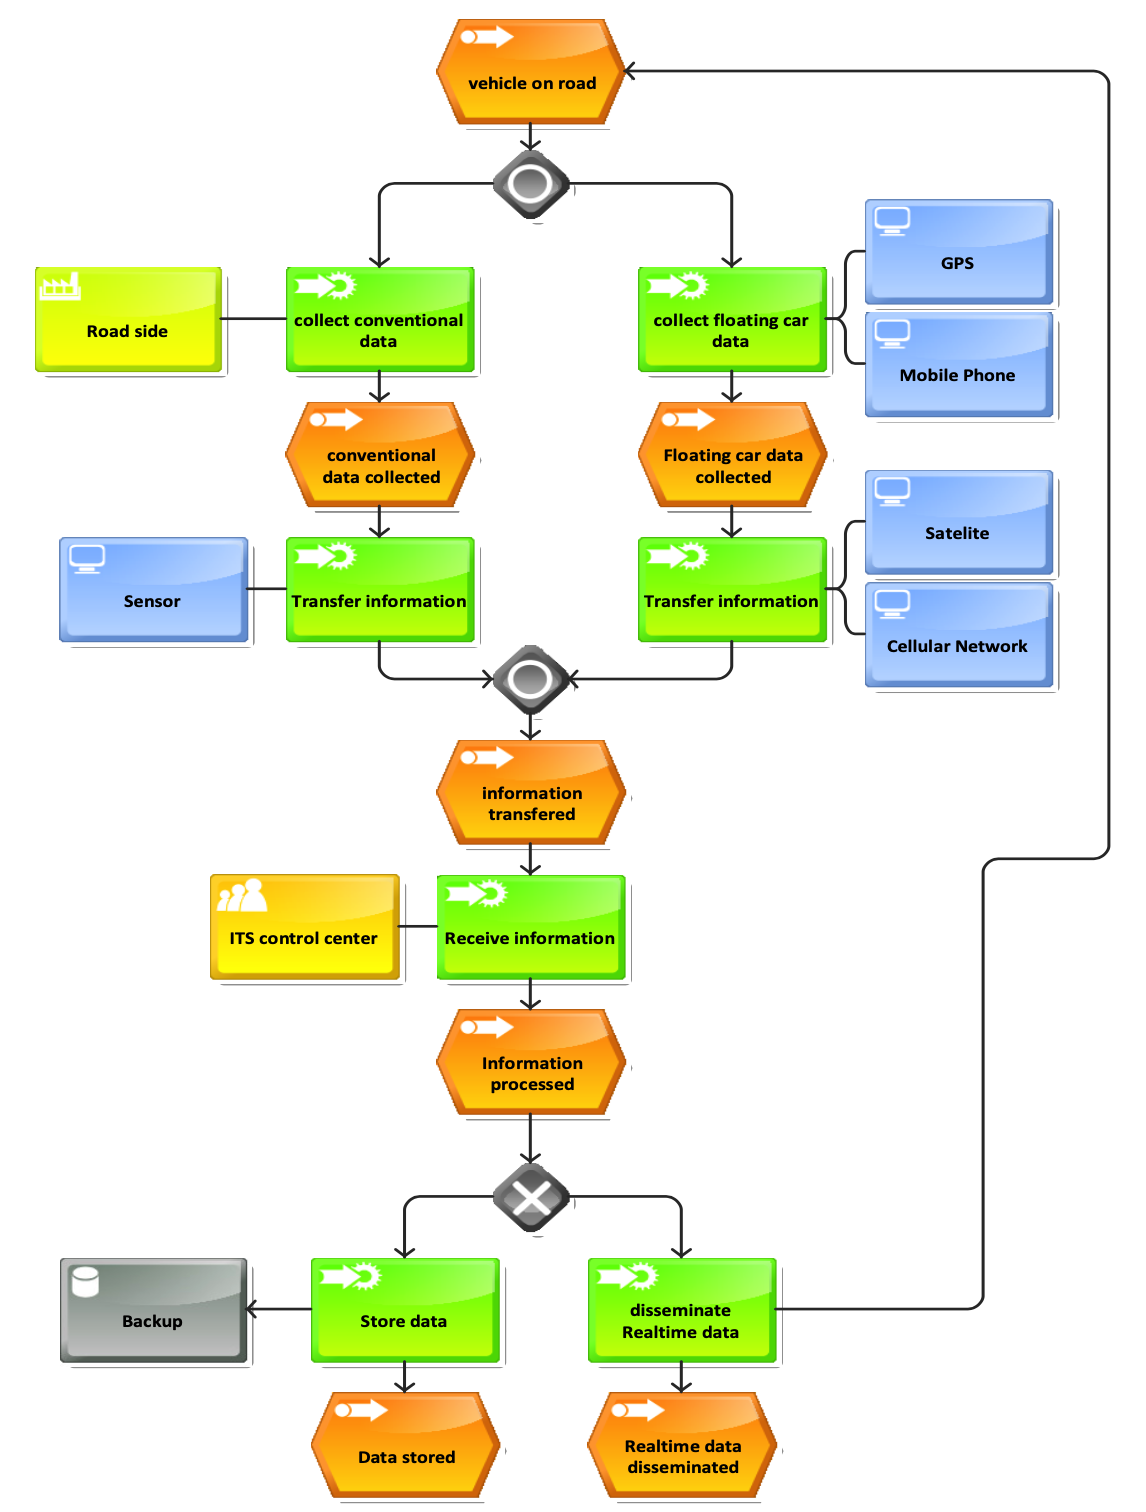 vehicle on road
GPS
Road side
collect conventional
data
collect floating car
data
Mobile Phone
conventional
data collected
Floating car data
collected
Satelite
Sensor
Transfer information
Transfer information
Cellular Network
information
transfered
ITS control center
Receive information
Information
processed
Backup
Store data
disseminate
Realtime data
Data stored
Realtime data
disseminated